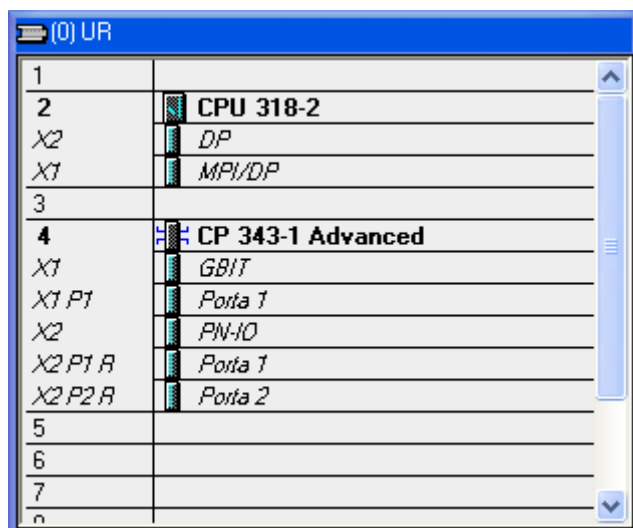 (0) UR
1
2 CPU 318-2
X2 DP
X1 MPI/DP
3
4 CP 343-1 Advanced
X1 GBIT
X1 P1 Porta 1
X2 PN-IO
X2 P1 R Porta 1
X2 P2 R Porta 2
5
6
7